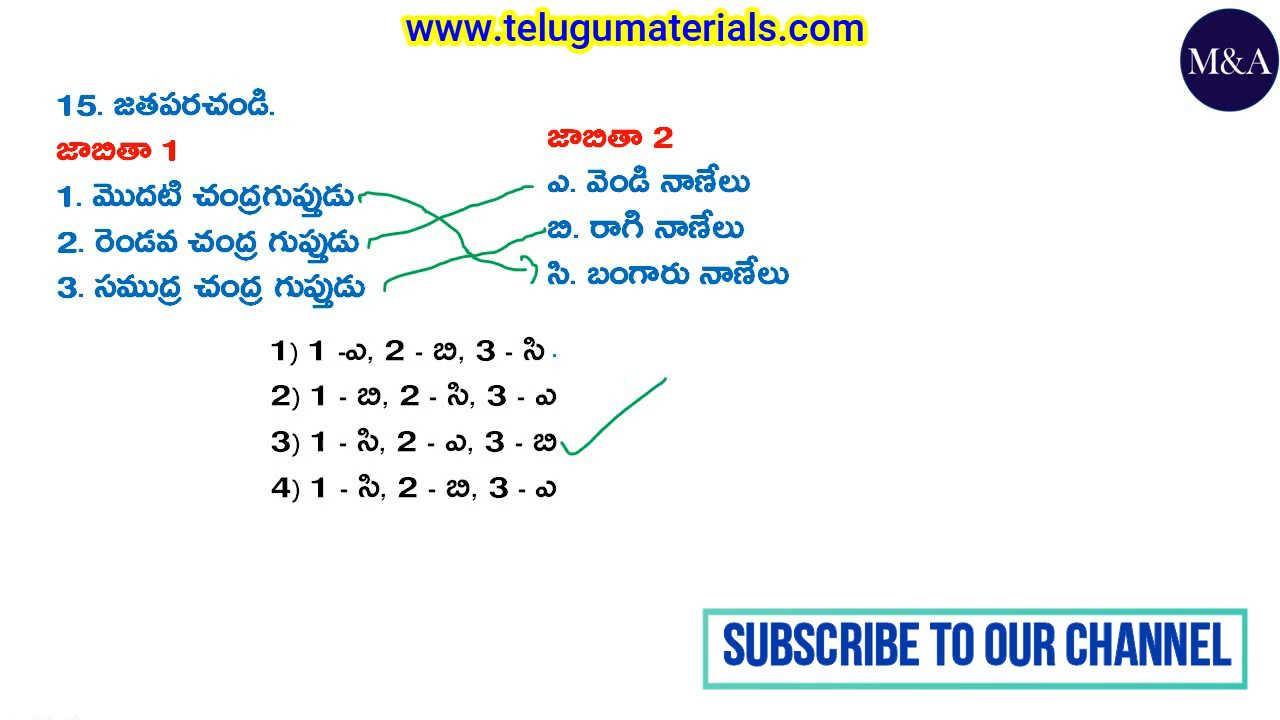 www.telugumaterials.com
M&A
15. జతపరచండి.
జాబితా 1
1. మొదటి చంద్రగుప్తుడు
2. రెండవ చంద్ర గుప్తుడు
3. సముద్ర చంద్ర గుప్తుడు
జాబితా 2
ఎ. వెండి నాణేలు
బి. రాగి నాణేలు
సి. బంగారు నాణేలు
1) 1 -ఎ, 2 - బి, 3 - సి
2) 1 - బి, 2 - సి, 3 - ఎ
3) 1 - సి, 2 - ఎ, 3 - బి
4) 1 - సి, 2 - బి, 3 - ఎ
SUBSCRIBE TO OUR CHANNEL